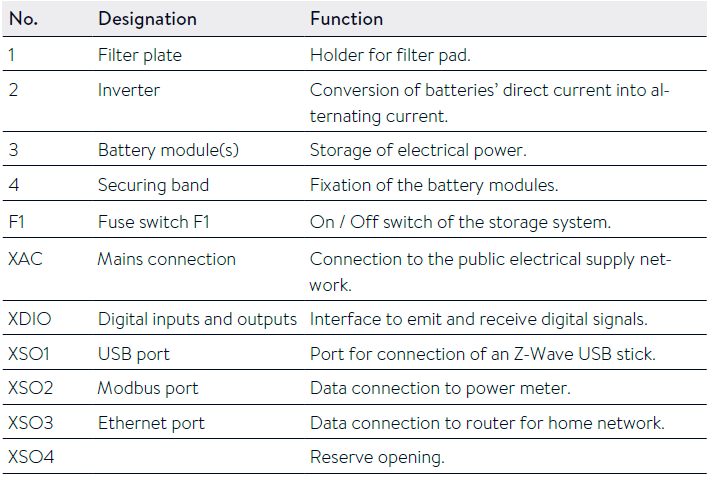 No. Designation Function
1 Filter plate Holder for filter pad.
2 Inverter Conversion of batteries’ direct current into al-
ternating current.
3 Battery module(s) Storage of electrical power.
4 Securing band Fixation of the battery modules.
F1 Fuse switch F1 On / Off switch of the storage system.
XAC Mains connection Connection to the public electrical supply net-
work.
XDIO Digital inputs and outputs Interface to emit and receive digital signals.
XSO1 USB port Port for connection of an Z-Wave USB stick.
XSO2 Modbus port Data connection to power meter.
XSO3 Ethernet port Data connection to router for home network.
XSO4 Reserve opening.